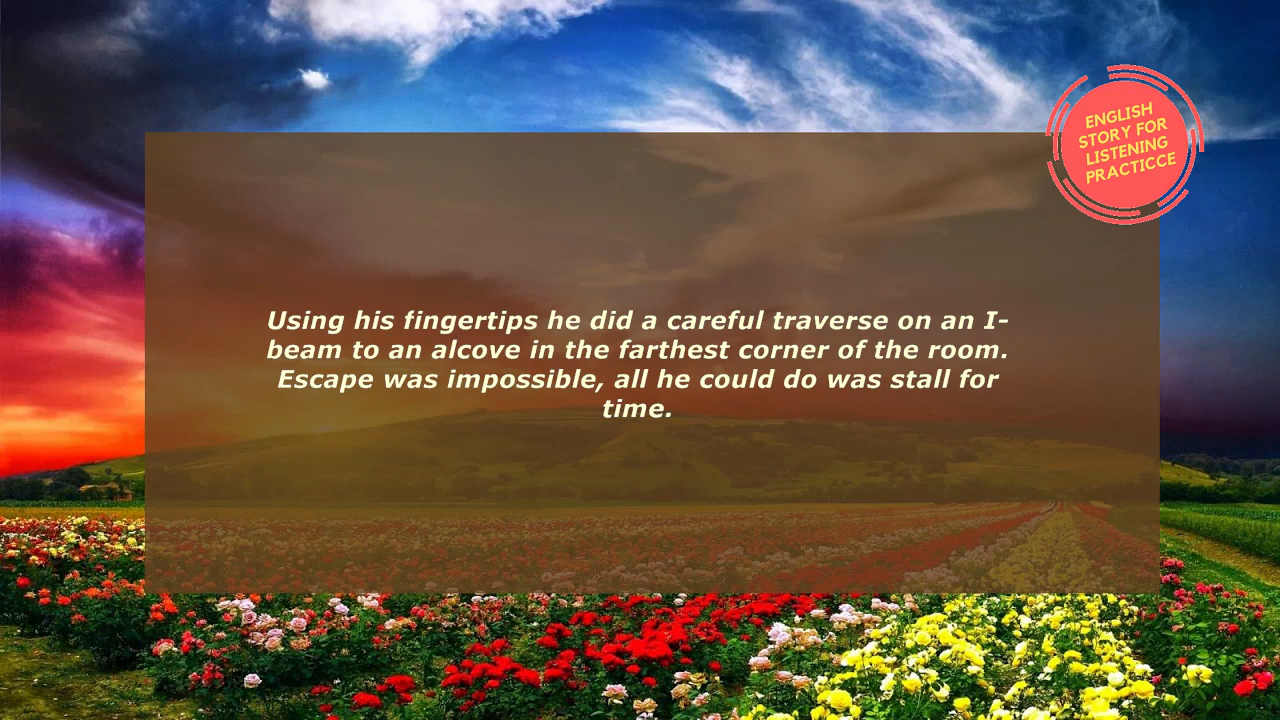 ENGLISH
STORY FOR
LISTENING
PRACTICCE
Using his fingertips he did a careful traverse on an I-
beam to an alcove in the farthest corner of the room.
Escape was impossible, all he could do was stall for
time.